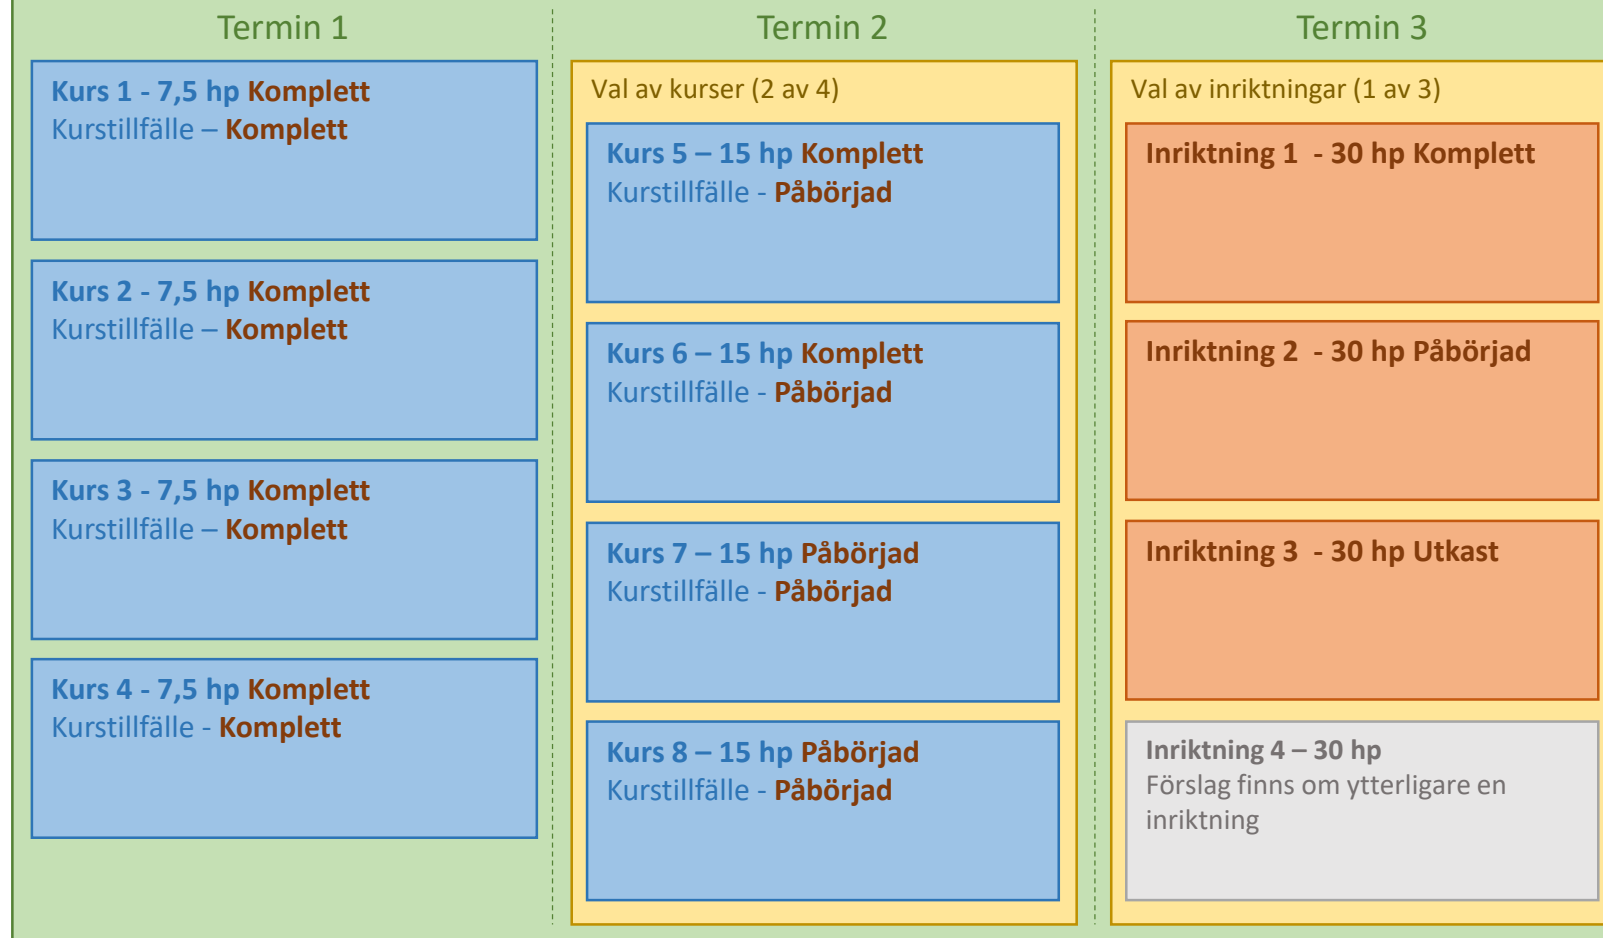 Termin 1
Kurs 1 - 7,5 hp Komplett
Kurstillfälle – Komplett
Kurs 2 - 7,5 hp Komplett
Kurstillfälle – Komplett
Kurs 3 - 7,5 hp Komplett
Kurstillfälle – Komplett
Kurs 4 - 7,5 hp Komplett
Kurstillfälle - Komplett
Termin 2
Val av kurser (2 av 4)
Kurs 5 – 15 hp Komplett
Kurstillfälle - Påbörjad
Kurs 6 – 15 hp Komplett
Kurstillfälle - Påbörjad
Kurs 7 – 15 hp Påbörjad
Kurstillfälle - Påbörjad
Kurs 8 – 15 hp Påbörjad
Kurstillfälle - Påbörjad
Termin 3
Val av inriktningar (1 av 3)
Inriktning 1  - 30 hp Komplett
Inriktning 2  - 30 hp Påbörjad
Inriktning 3  - 30 hp Utkast
Inriktning 4 – 30 hp
Förslag finns om ytterligare en
inriktning